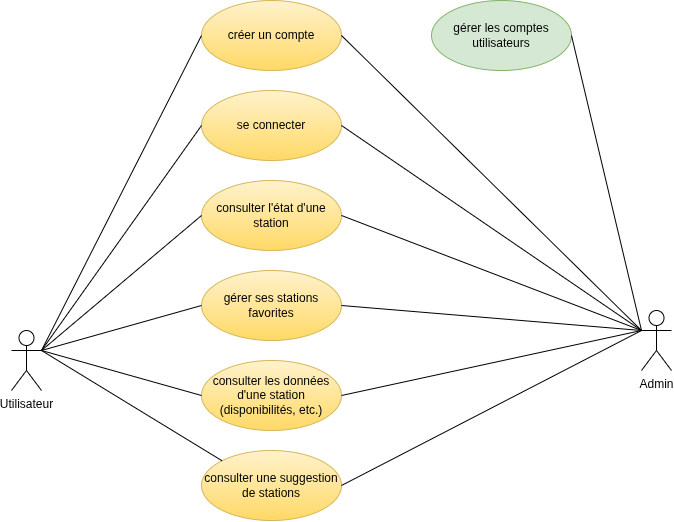 créer un compte
gérer les comptes
utilisateurs
se connecter
consulter l'état d'une
station
gérer ses stations
favorites
consulter les données
d'une station
(disponibilités, etc.)
consulter une suggestion
de stations
Utilisateur
Admin